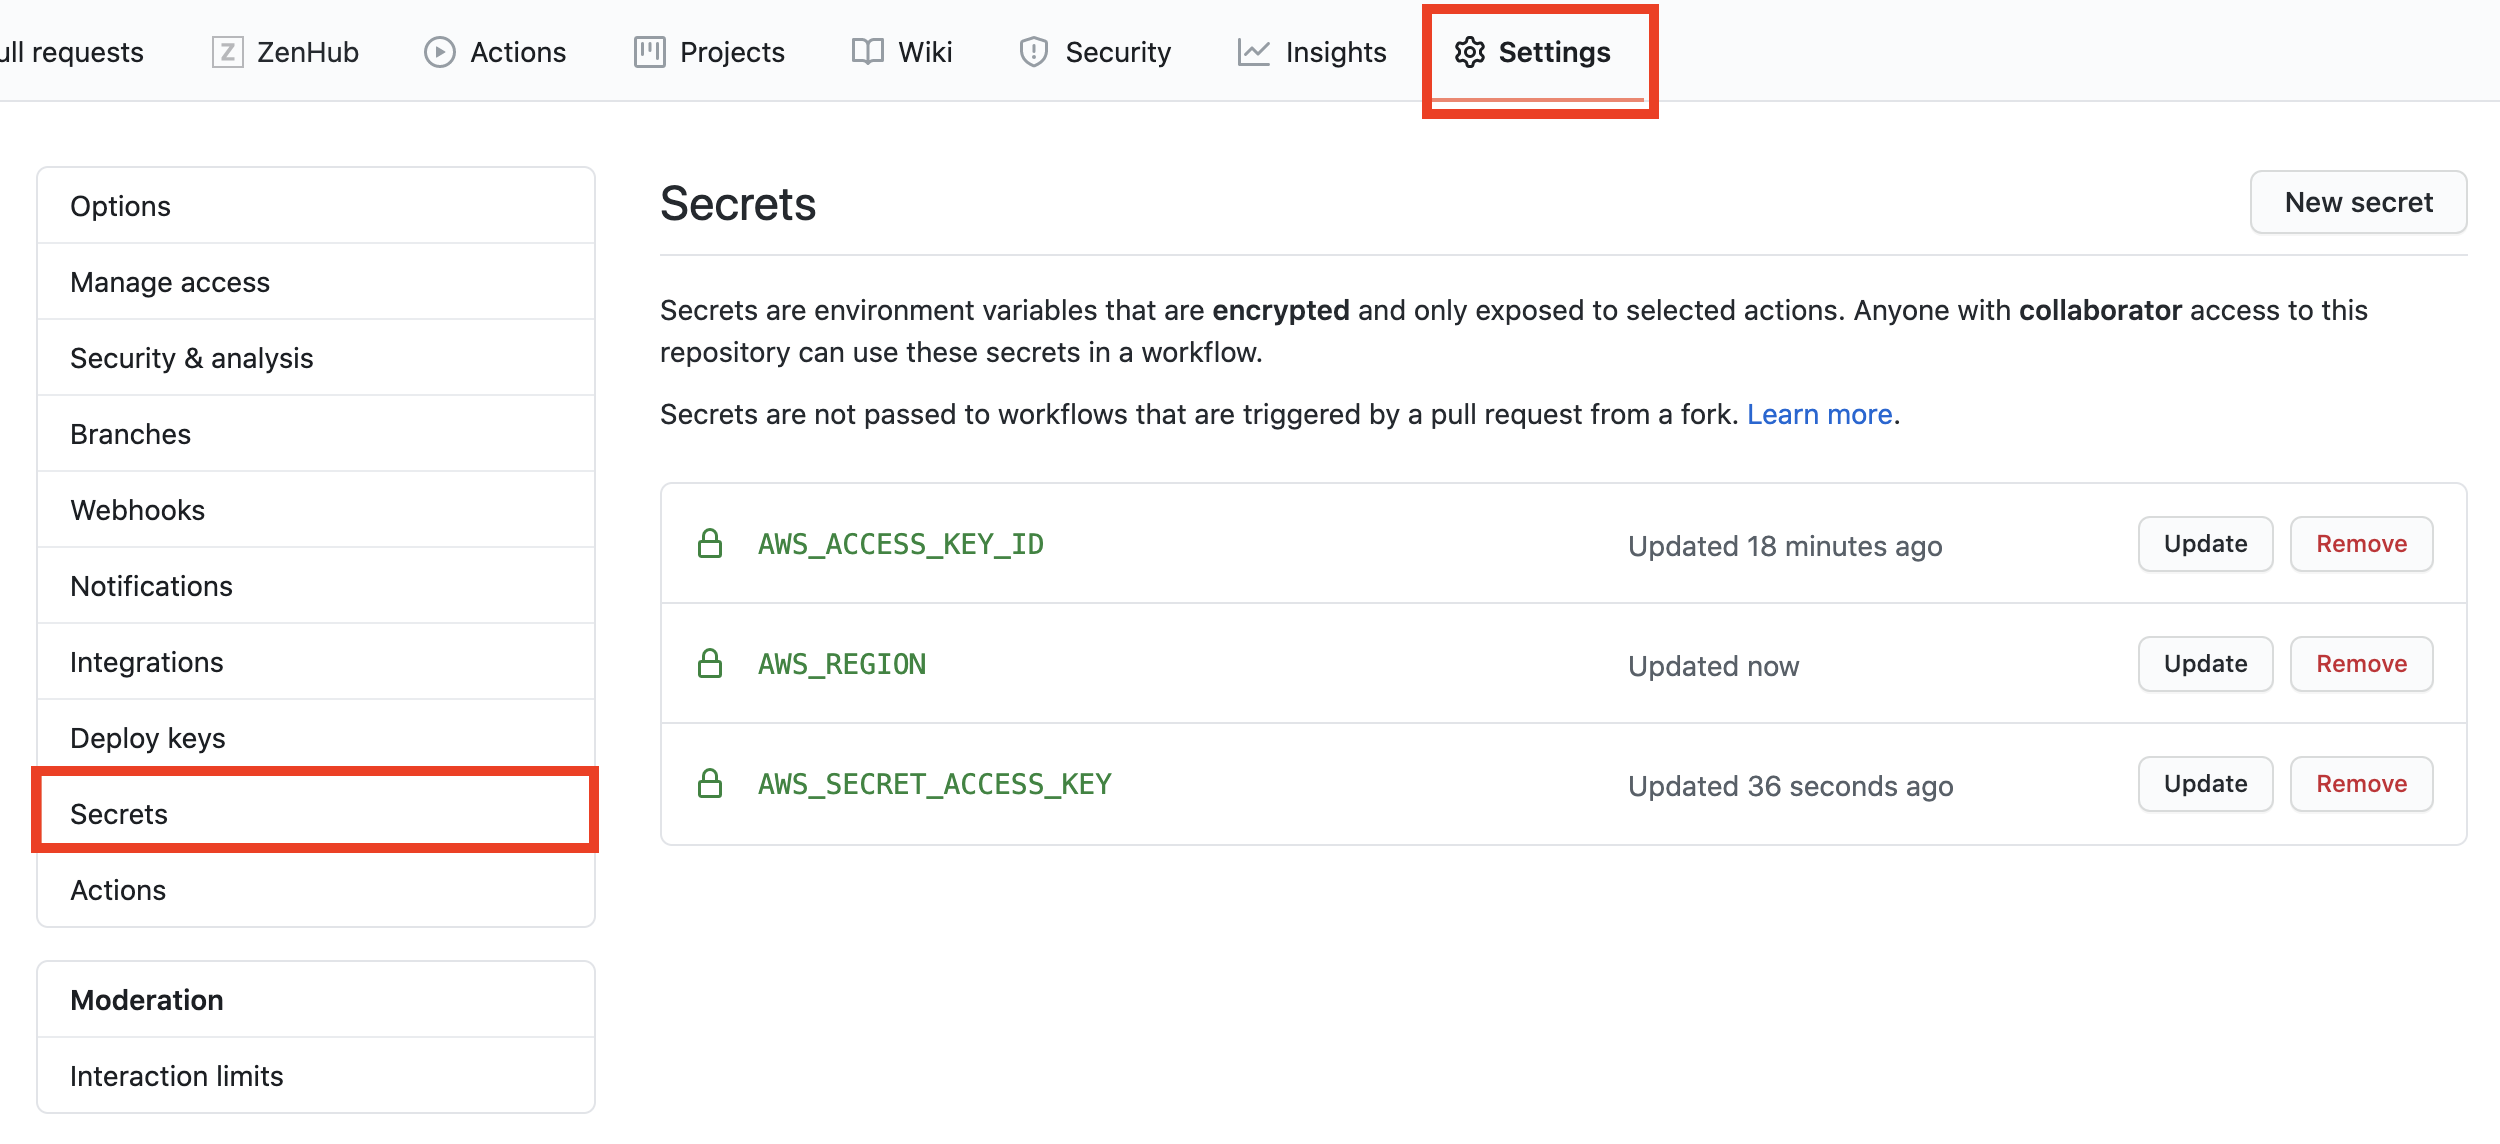 ull requests
Z ZenHub
Actions
Projects
Wiki
Security
Insights
Settings
Options
Manage access
Security & analysis
Branches
Webhooks
Notifications
Integrations
Deploy keys
Secrets
Actions
Moderation
Interaction limits
Secrets
New secret
Secrets are environment variables that are encrypted and only exposed to selected actions. Anyone with collaborator access to this
repository can use these secrets in a workflow.
Secrets are not passed to workflows that are triggered by a pull request from a fork. Learn more.
AWS_ACCESS_KEY_ID Updated 18 minutes ago Update Remove
AWS_REGION Updated now Update Remove
AWS_SECRET_ACCESS_KEY Updated 36 seconds ago Update Remove